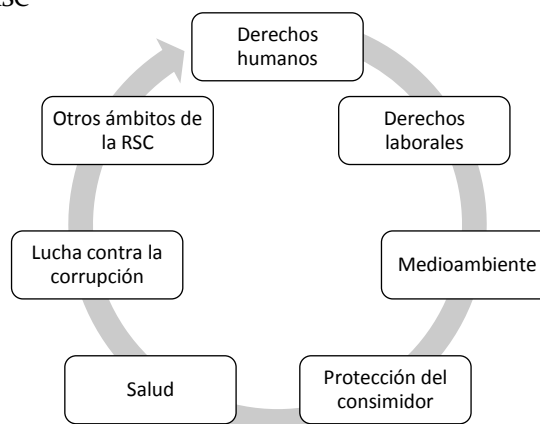 RSC
Derechos
humanos
Derechos
laborales
Medioambiente
Protección del
consimidor
Salud
Lucha contra la
corrupción
Otros ámbitos de
la RSC